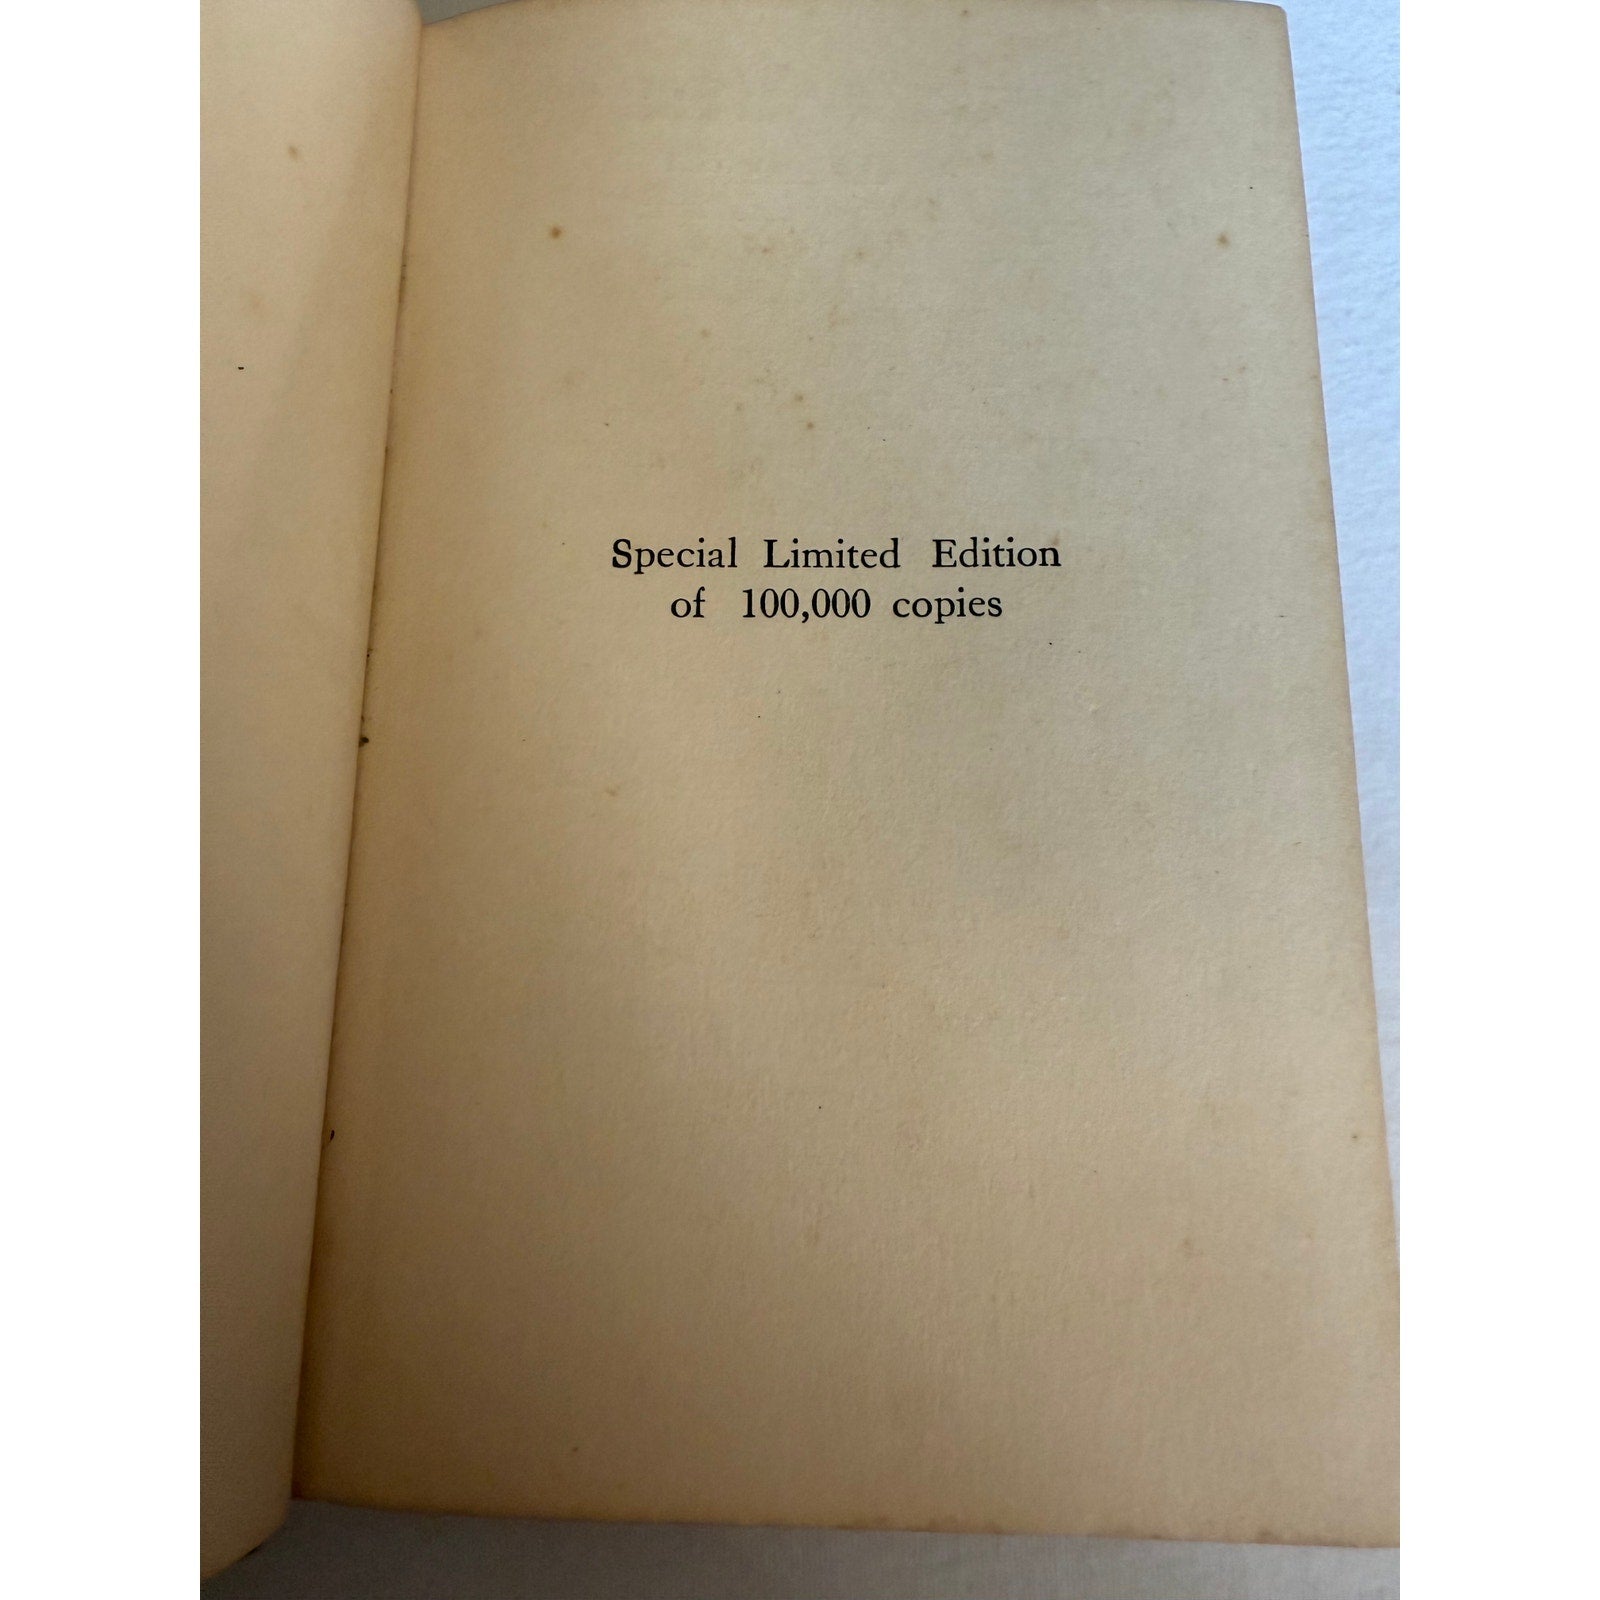 Special Limited Edition
of 100,000 copies